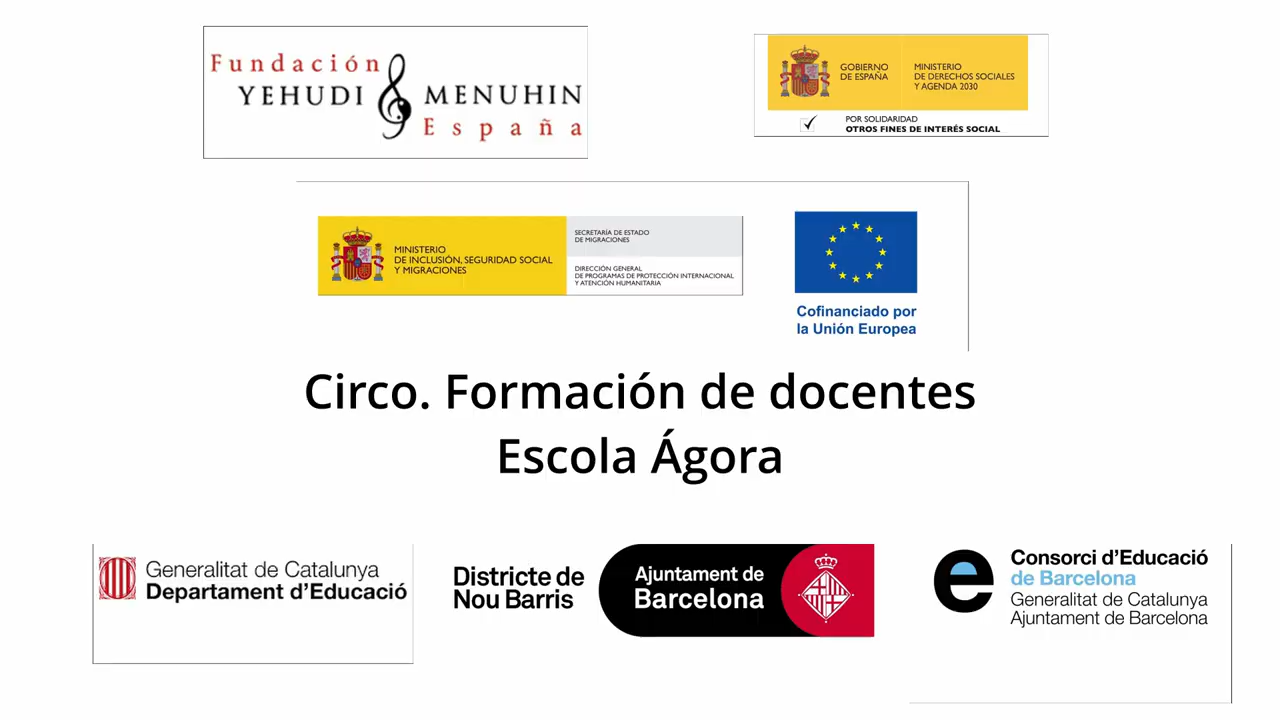 Fundación
YEHUDI MENUHIN
España
GOBIERNO
DE ESPAÑA
MINISTERIO
DE DERECHOS SOCIALES
Y AGENDA 2030
POR SOLIDARIDAD
OTROS FINES DE INTERÉS SOCIAL
MINISTERIO
DE INCLUSIÓN, SEGURIDAD SOCIAL
Y MIGRACIONES
SECRETARÍA DE ESTADO
DE MIGRACIONES
DIRECCIÓN GENERAL
DE PROGRAMAS DE PROTECCIÓN INTERNACIONAL
Y ATENCIÓN HUMANITARIA
Cofinanciado por
la Unión Europea
Circo. Formación de docentes
Escola Ágora
Generalitat de Catalunya
Departament d'Educació
Districte de
Nou Barris
Ajuntament de
Barcelona
e
Consorci d'Educació
de Barcelona
Generalitat de Catalunya
Ajuntament de Barcelona